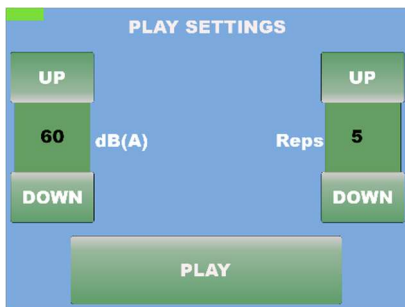 PLAY SETTINGS
UP UP
60 dB(A) Reps 5
DOWN DOWN
PLAY